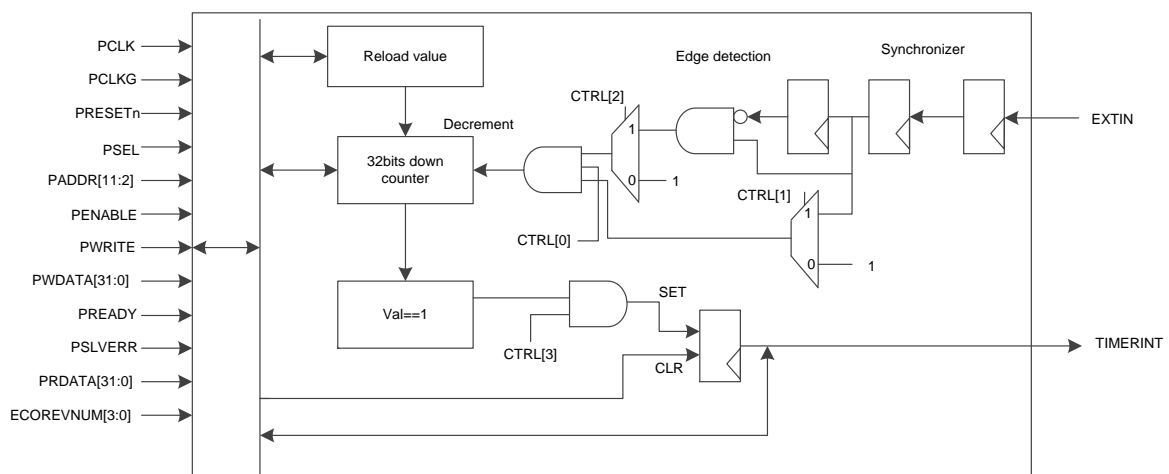 PCLK
PCLKG
PRESETn
PSEL
PADDR[11:2]
PENABLE
PWRITE
PWDATA[31:0]
PREADY
PSLVERR
PRDATA[31:0]
ECOREVNUM[3:0]
Reload value
Decrement
32bits down
counter
Val==1
CTRL[3]
CTRL[0]
CTRL[2]
1
0
1
Edge detection
Synchronizer
EXTIN
CTRL[1]
1
0
1
SET
CLR
TIMERINT